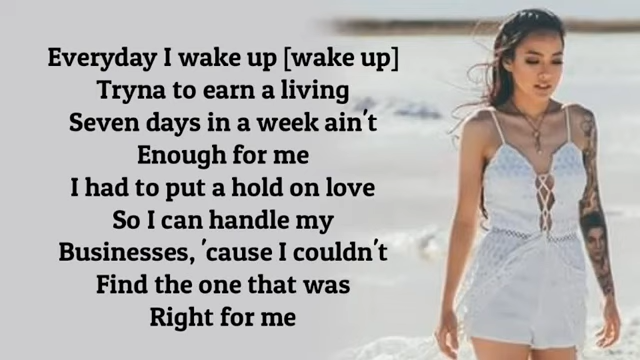 Everyday I wake up [wake up]
Tryna to earn a living
Seven days in a week ain't
Enough for me
I had to put a hold on love
So I can handle my
Businesses, 'cause I couldn't
Find the one that was
Right for me